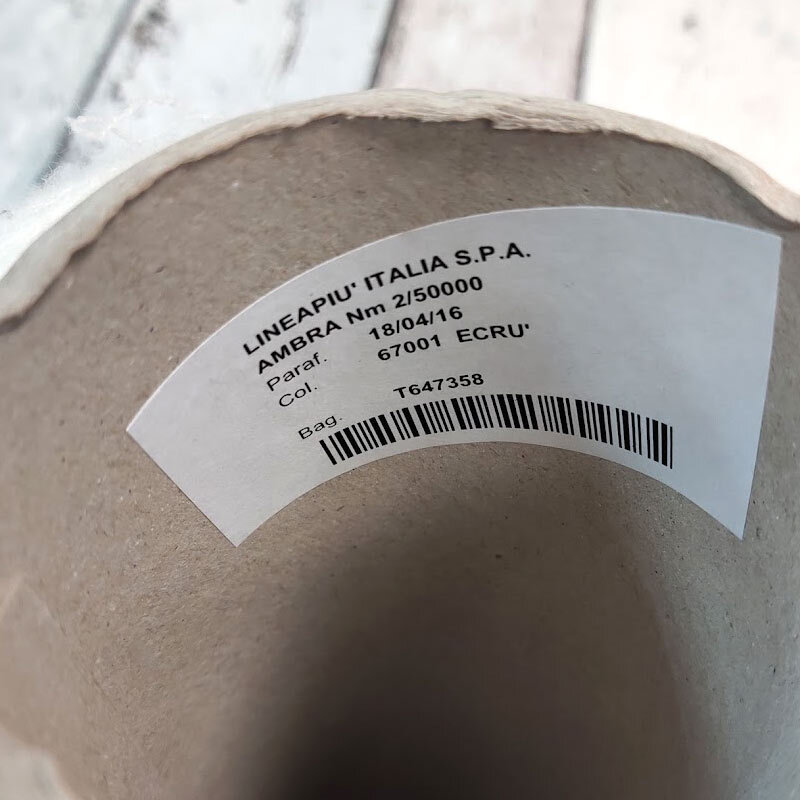 LINEAPIU' ITALIA S.P.A.
AMBRA Nm 2/50000
Paraf. 18/04/16
Col. 67001 ECRU'
Bag. T647358